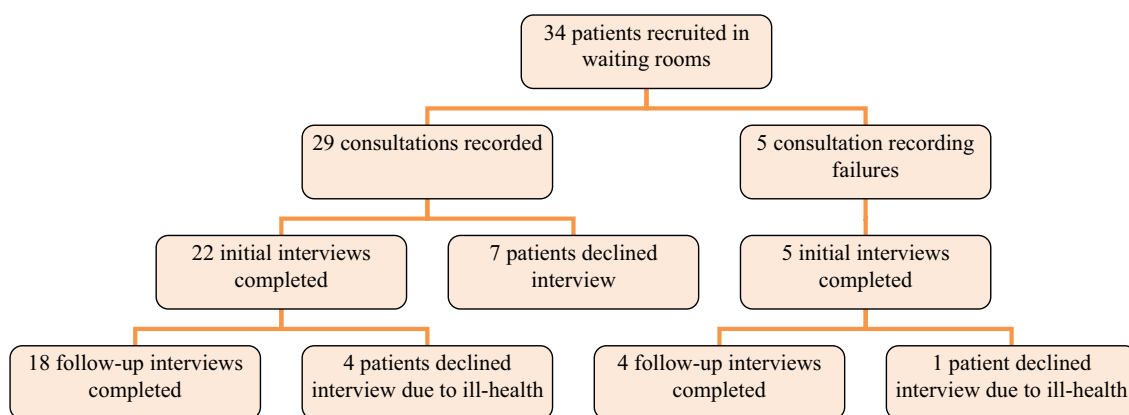 34 patients recruited in
waiting rooms
29 consultations recorded
5 consultation recording
failures
22 initial interviews
completed
7 patients declined
interview
5 initial interviews
completed
18 follow-up interviews
completed
4 patients declined
interview due to ill-health
4 follow-up interviews
completed
1 patient declined
interview due to ill-health